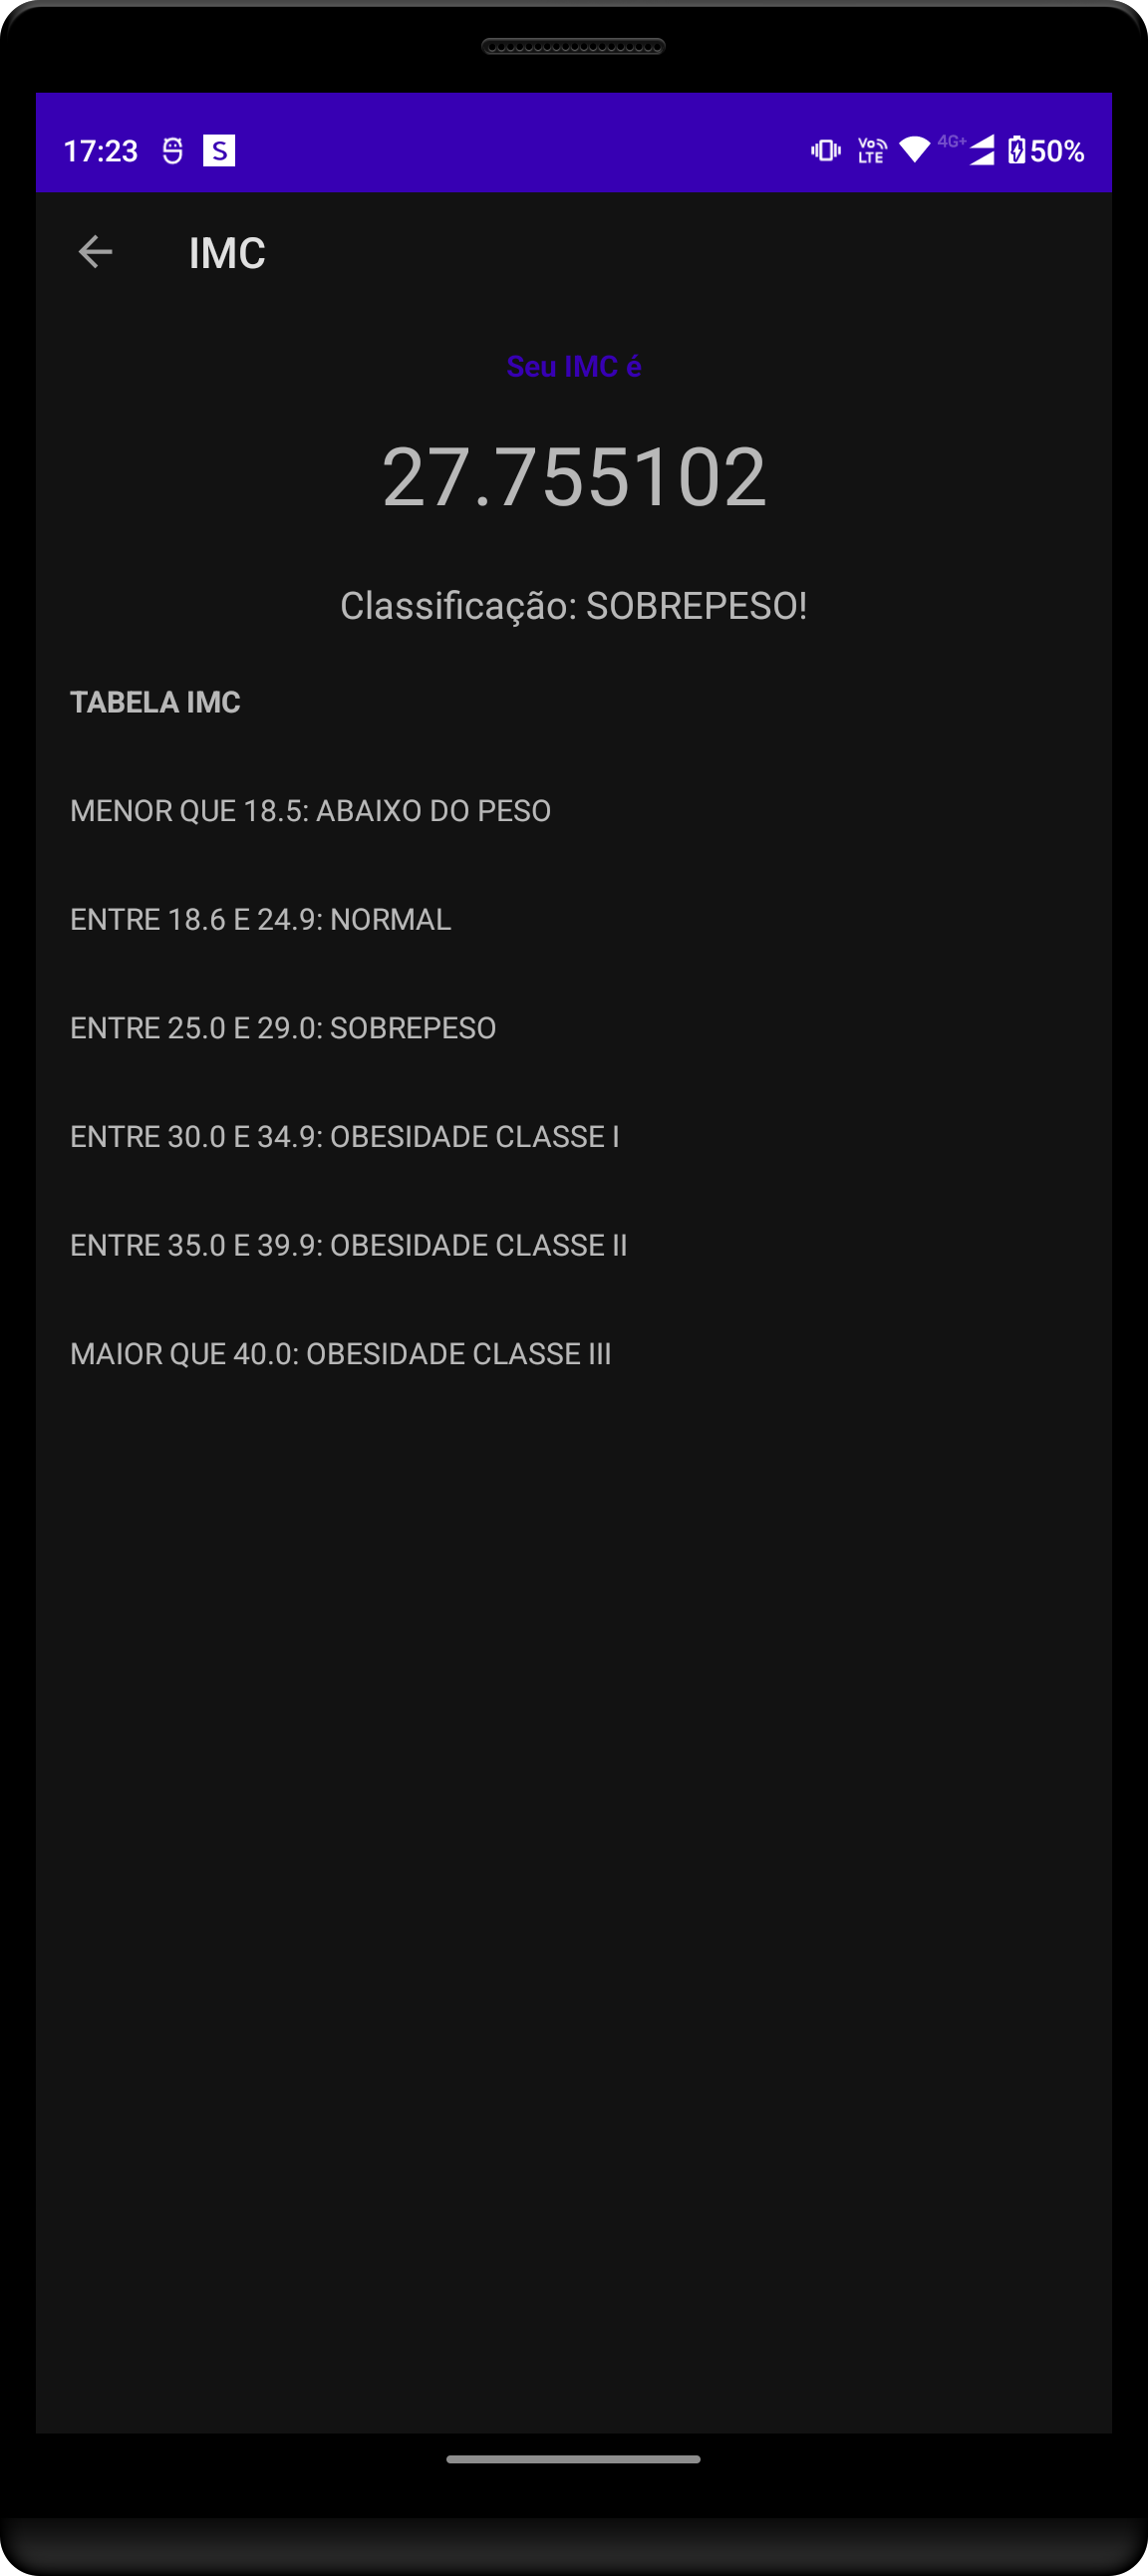 17:23 S Vo LTE 4G+ 50%
IMC
Seu IMC é
27.755102
Classificação: SOBREPESO!
TABELA IMC
MENOR QUE 18.5: ABAIXO DO PESO
ENTRE 18.6 E 24.9: NORMAL
ENTRE 25.0 E 29.0: SOBREPESO
ENTRE 30.0 E 34.9: OBESIDADE CLASSE I
ENTRE 35.0 E 39.9: OBESIDADE CLASSE II
MAIOR QUE 40.0: OBESIDADE CLASSE III